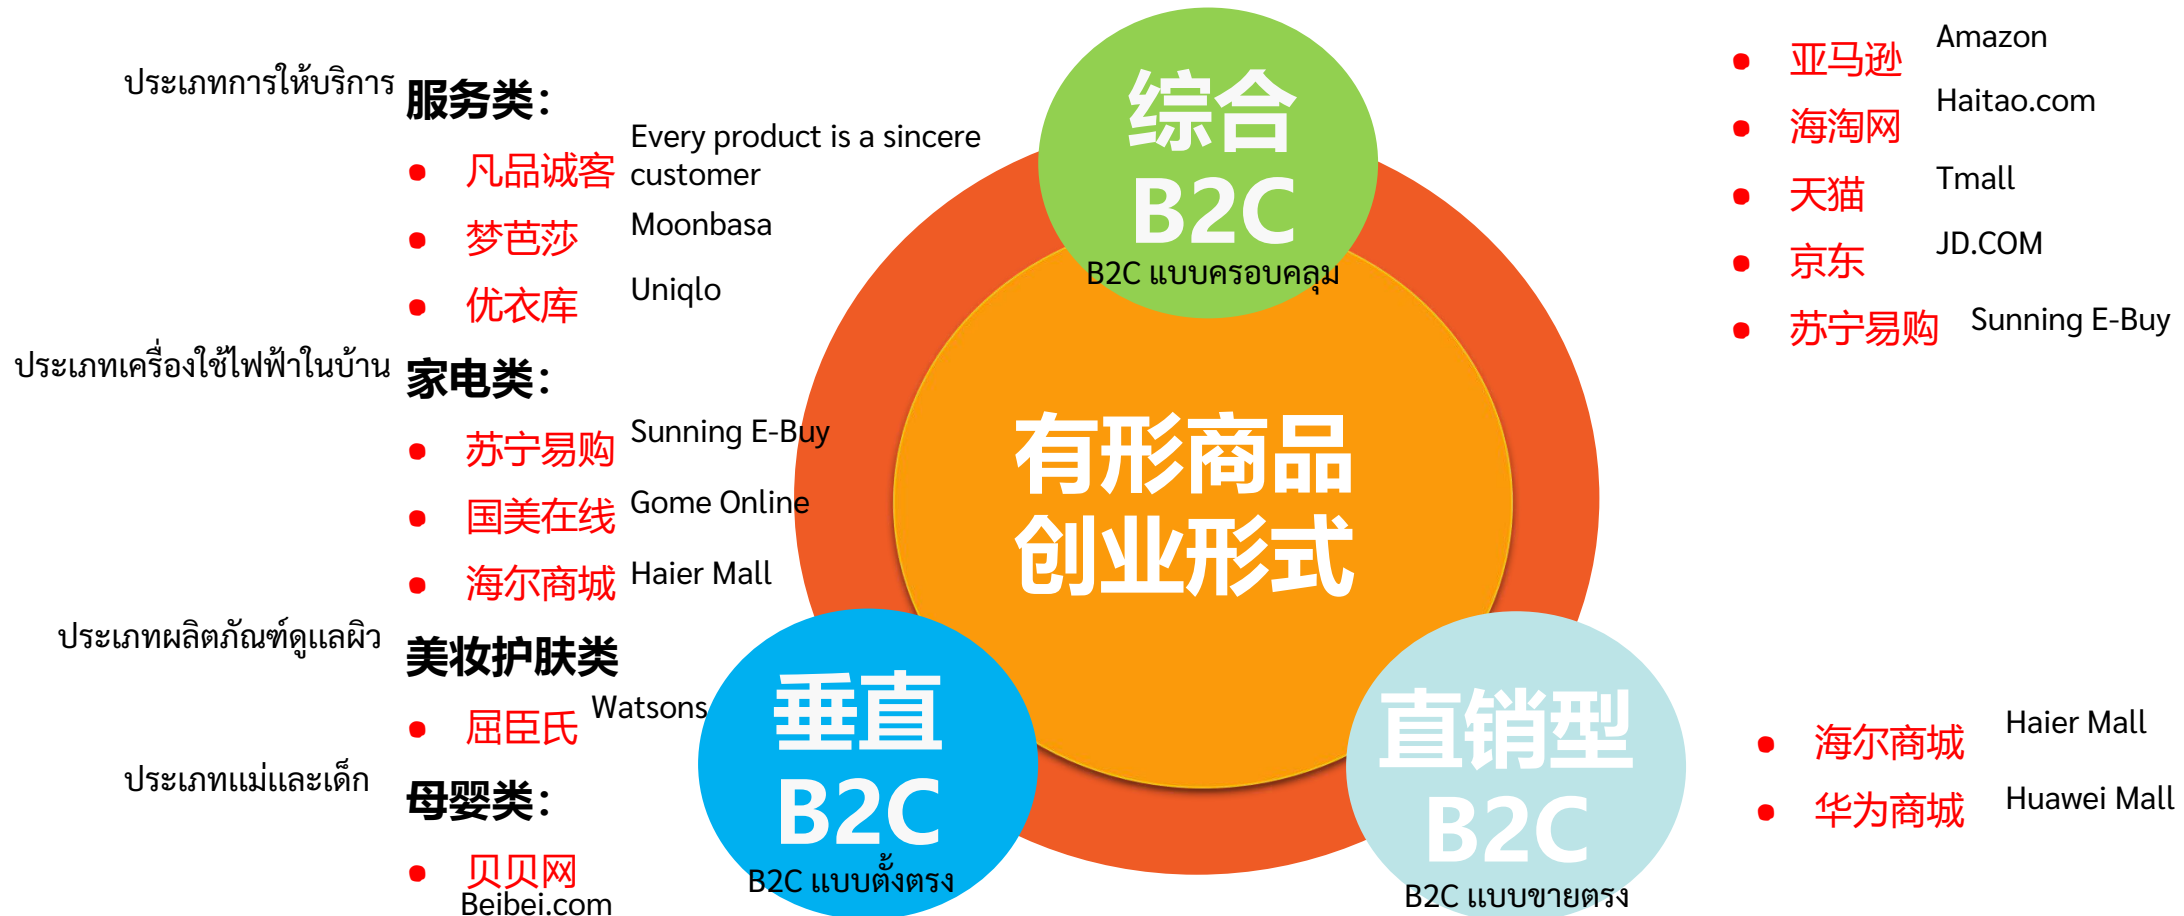 ประเภทการให้บริการ
服务类：
凡品诚客
Every product is a sincere
customer
梦芭莎
Moonbasa
优衣库
Uniqlo
ประเภทเครื่องใช้ไฟฟ้าในบ้าน
家电类：
苏宁易购
Sunning E-Buy
国美在线
Gome Online
海尔商城
Haier Mall
ประเภทผลิตภัณฑ์ดูแลผิว
美妆护肤类
屈臣氏
Watsons
ประเภทแม่และเด็ก
母婴类：
贝贝网
Beibei.com
综合
B2C
B2C แบบครอบคลุม
有形商品
创业形式
垂直
B2C
B2C แบบตั้งตรง
直销型
B2C
B2C แบบขายตรง
亚马逊
Amazon
海淘网
Haitao.com
天猫
Tmall
京东
JD.COM
苏宁易购
Sunning E-Buy
海尔商城
Haier Mall
华为商城
Huawei Mall